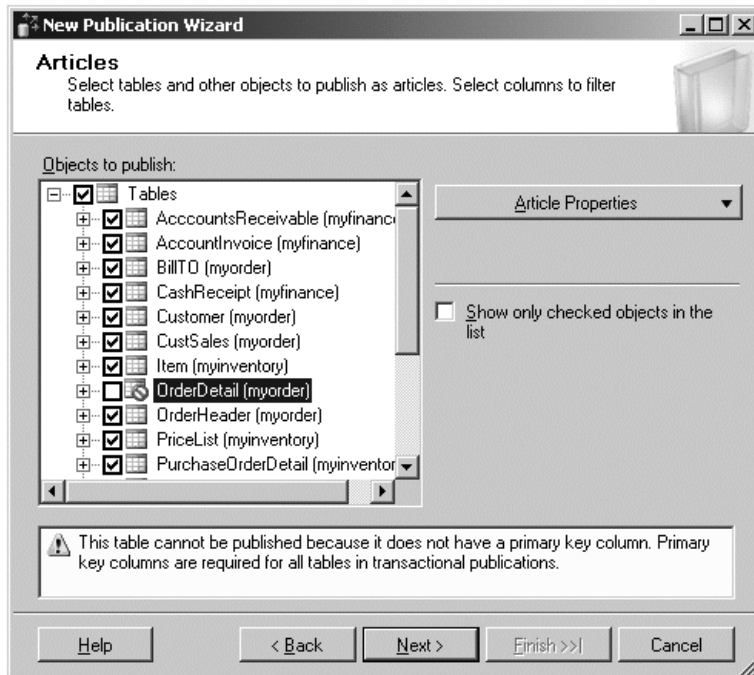 New Publication Wizard
Articles
Select tables and other objects to publish as articles. Select columns to filter
tables.
Objects to publish:
Tables
AcccountsReceivable (myfinanc
AccountInvoice (myfinance)
BillTO (myorder)
CashReceipt (myfinance)
Customer (myorder)
CustSales (myorder)
Item (myinventory)
OrderDetail (myorder)
OrderHeader (myorder)
PriceList (myinventory)
PurchaseOrderDetail (myinventor
Article Properties
Show only checked objects in the
list
This table cannot be published because it does not have a primary key column. Primary
key columns are required for all tables in transactional publications.
Help
< Back
Next >
Finish >>|
Cancel